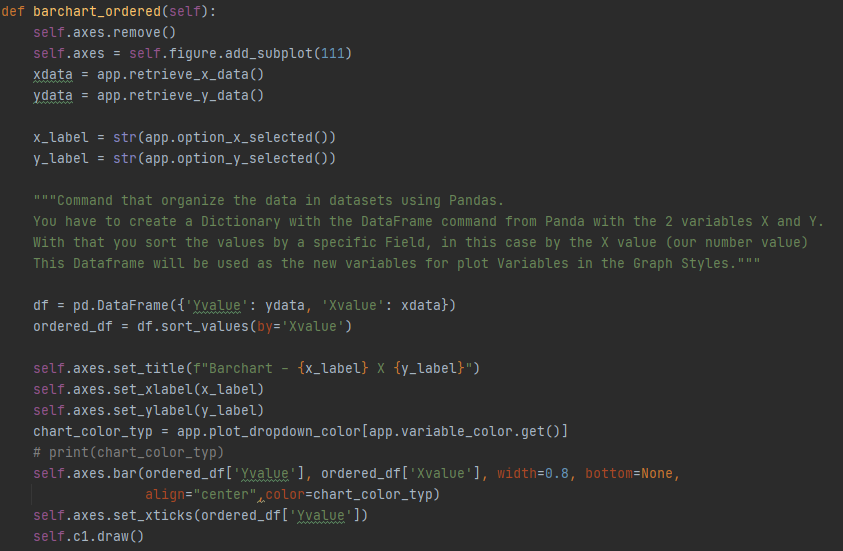 def barchart_ordered(self):
    self.axes.remove()
    self.axes = self.figure.add_subplot(111)
    xdata = app.retrieve_x_data()
    ydata = app.retrieve_y_data()

    x_label = str(app.option_x_selected())
    y_label = str(app.option_y_selected())

    """Command that organize the data in datasets using Pandas.
    You have to create a Dictionary with the DataFrame command from Panda with the 2 variables X and Y.
    With that you sort the values by a specific Field, in this case by the X value (our number value)
    This Dataframe will be used as the new variables for plot Variables in the Graph Styles."""

    df = pd.DataFrame({'Yvalue': ydata, 'Xvalue': xdata})
    ordered_df = df.sort_values(by='Xvalue')

    self.axes.set_title(f"Barchart - {x_label} X {y_label}")
    self.axes.set_xlabel(x_label)
    self.axes.set_ylabel(y_label)
    chart_color_typ = app.plot_dropdown_color[app.variable_color.get()]
    # print(chart_color_typ)
    self.axes.bar(ordered_df['Yvalue'], ordered_df['Xvalue'], width=0.8, bottom=None,
                  align="center",color=chart_color_typ)
    self.axes.set_xticks(ordered_df['Yvalue'])
    self.c1.draw()